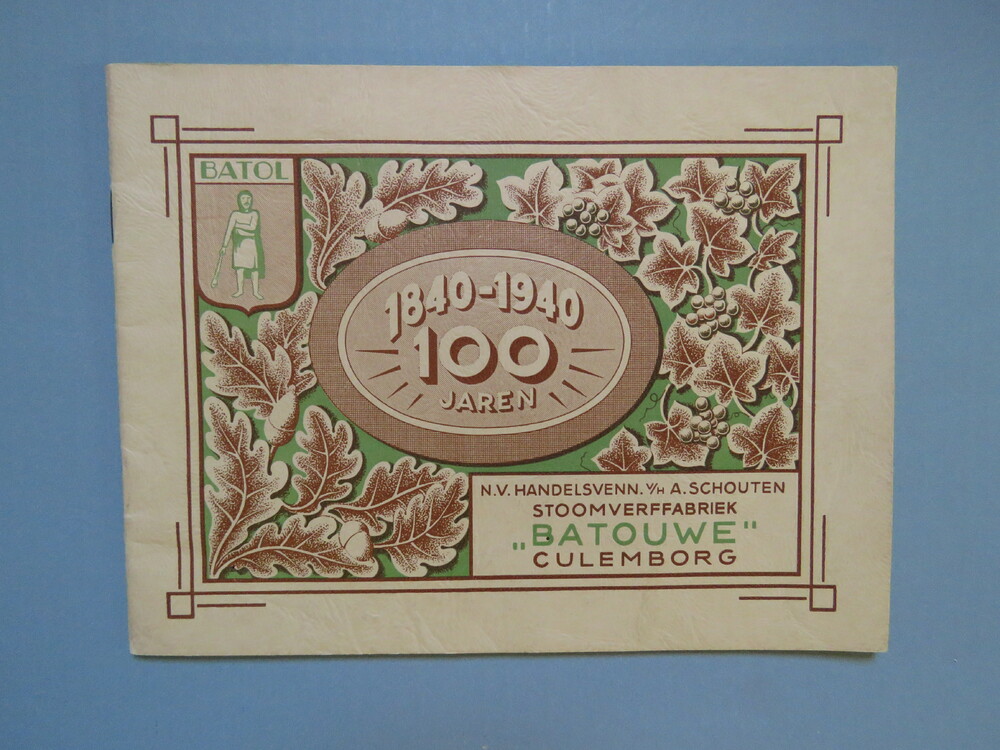 BATOL
1840-1940
100
JAREN
N.V. HANDELSVENN. V/H A. SCHOUTEN
STOOMVERFFABRIEK
„BATOUWE"
CULEMBORG